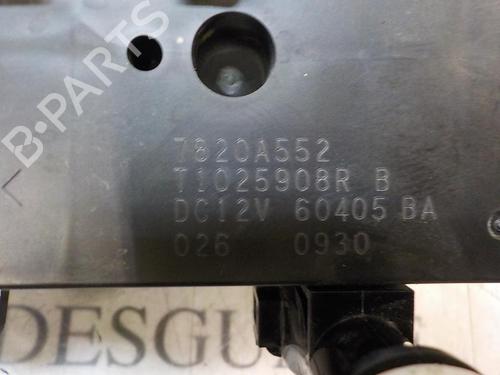 B-PARTS
7820A552
T1025908R B
DC12V 60405 BA
026 0930
DESGU